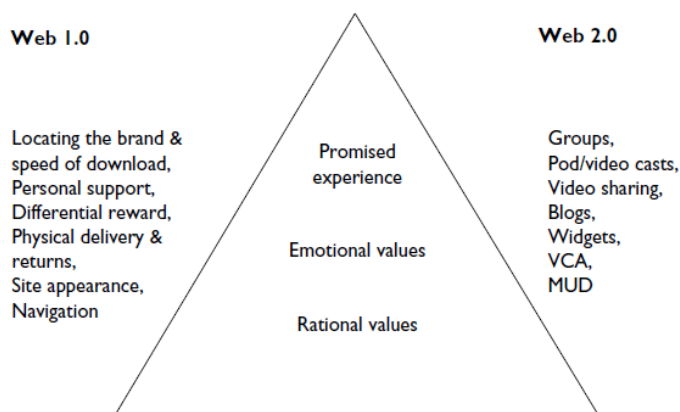 Web 1.0
Locating the brand &
speed of download,
Personal support,
Differential reward,
Physical delivery &
returns,
Site appearance,
Navigation
Promised
experience
Emotional values
Rational values
Web 2.0
Groups,
Pod/video casts,
Video sharing,
Blogs,
Widgets,
VCA,
MUD